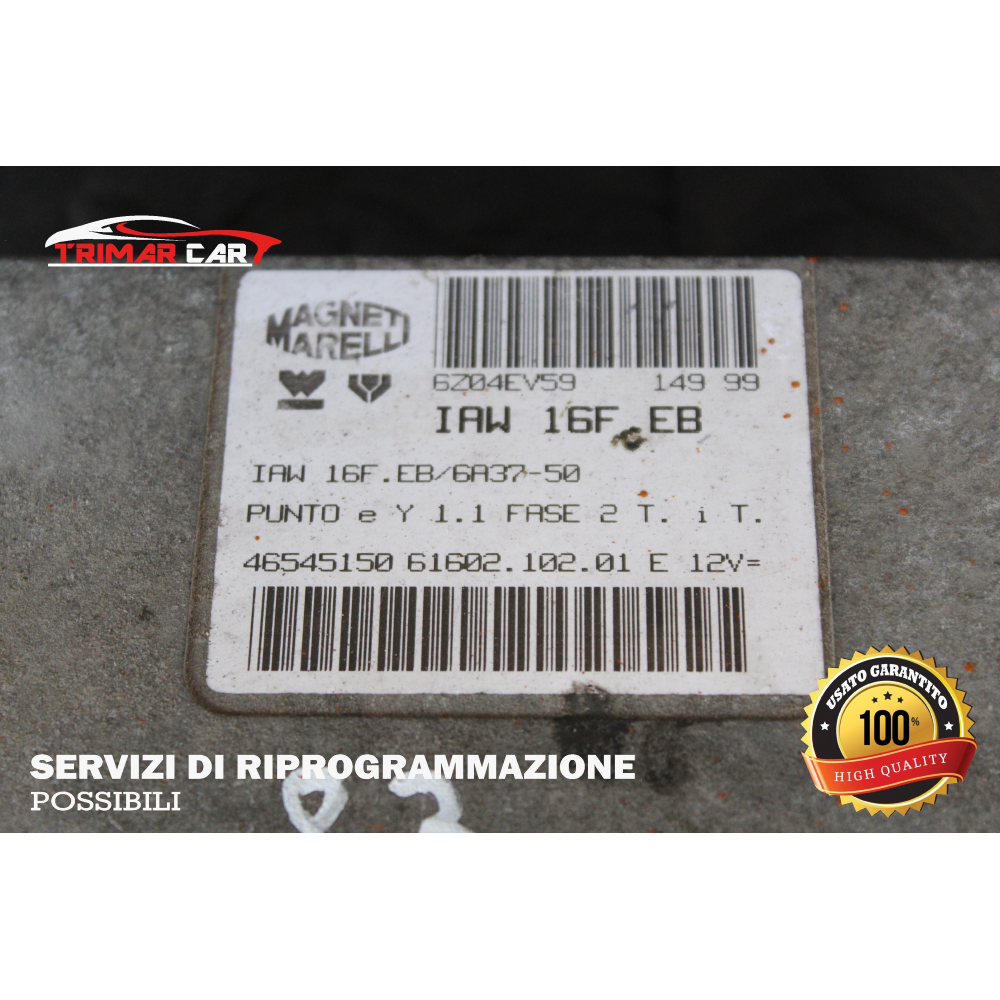 TRIMAR CAR
MAGNETI
MARELLI
6Z04EV59 149 99
IAW 16F.EB
IAW 16F.EB/6A37-50
PUNTO e Y 1.1 FASE 2 T. i T.
46545150 61602.102.01 E 12V=
USATO GARANTITO
100%
HIGH QUALITY
SERVIZI DI RIPROGRAMMAZIONE
POSSIBILI